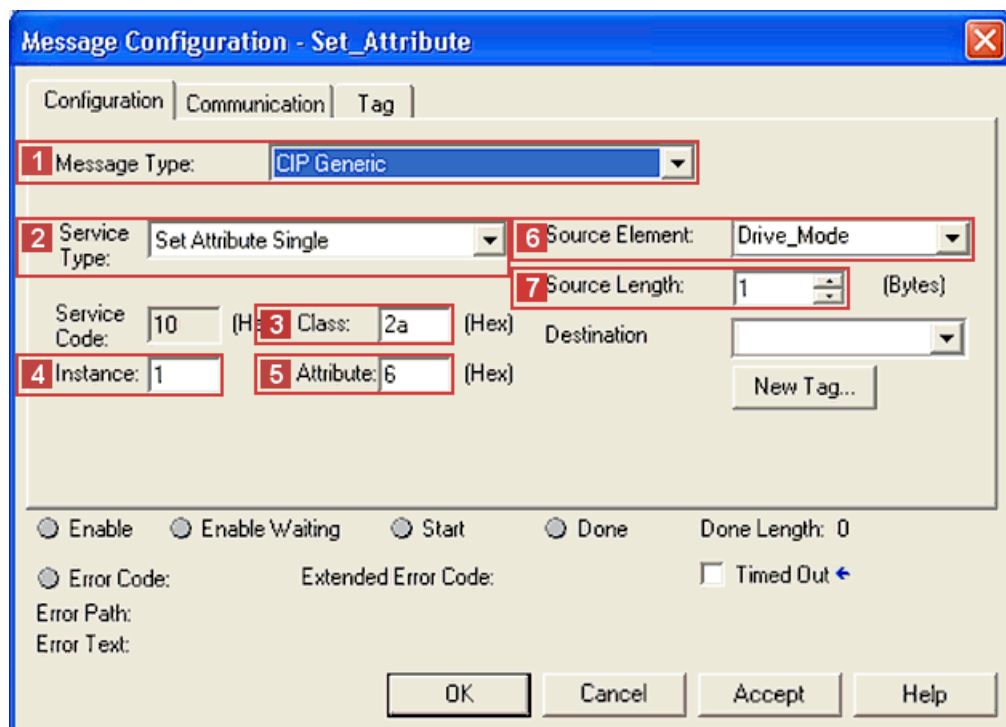 Message Configuration - Set_Attribute
Configuration Communication Tag
1 Message Type: CIP Generic
2 Service Type: Set Attribute Single
6 Source Element: Drive_Mode
7 Source Length: 1 (Bytes)
Service Code: 10 (He
3 Class: 2a (Hex)
Destination
4 Instance: 1
5 Attribute: 6 (Hex)
New Tag...
Enable Enable Waiting Start Done Done Length: 0
Error Code: Extended Error Code: Timed Out
Error Path:
Error Text:
OK Cancel Accept Help